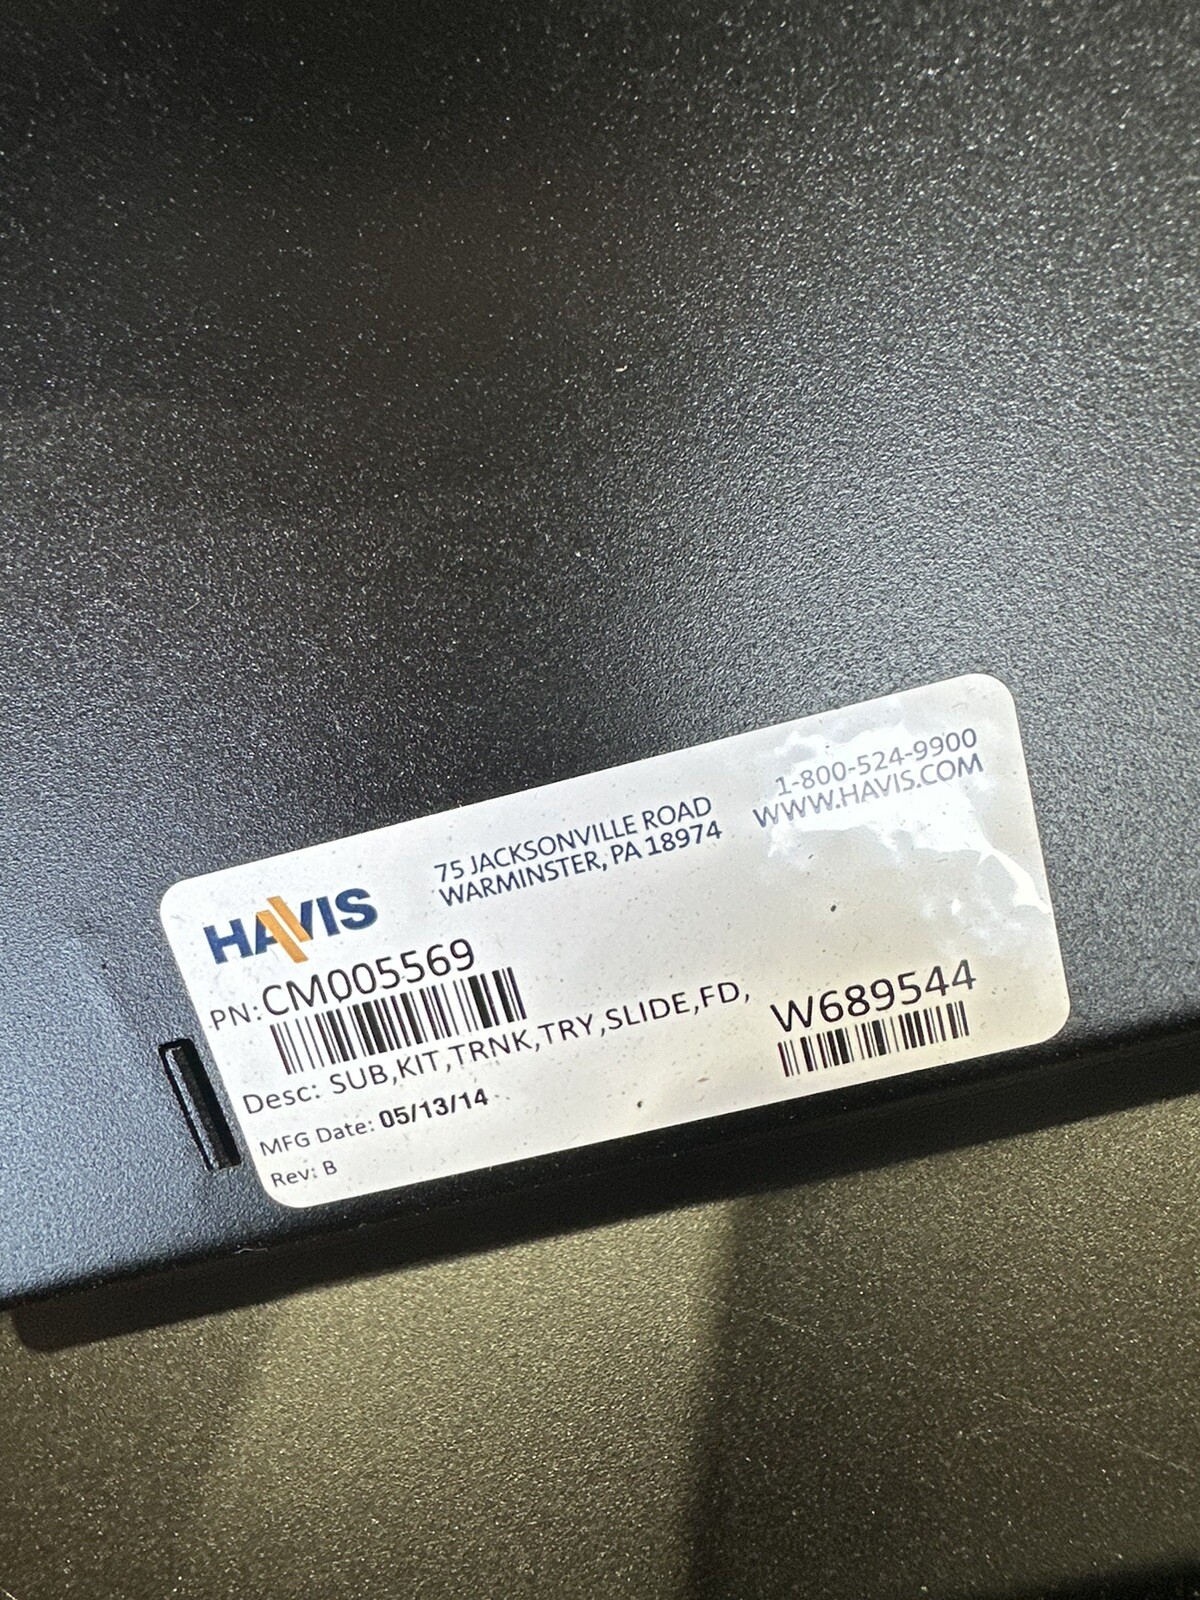 HAVIS
75 JACKSONVILLE ROAD
WARMINSTER, PA 18974
1-800-524-9900
WWW.HAVIS.COM
PN: CM005569
Desc: SUB,KIT,TRNK,TRY,SLIDE,FD,
W689544
MFG Date: 05/13/14
Rev: B